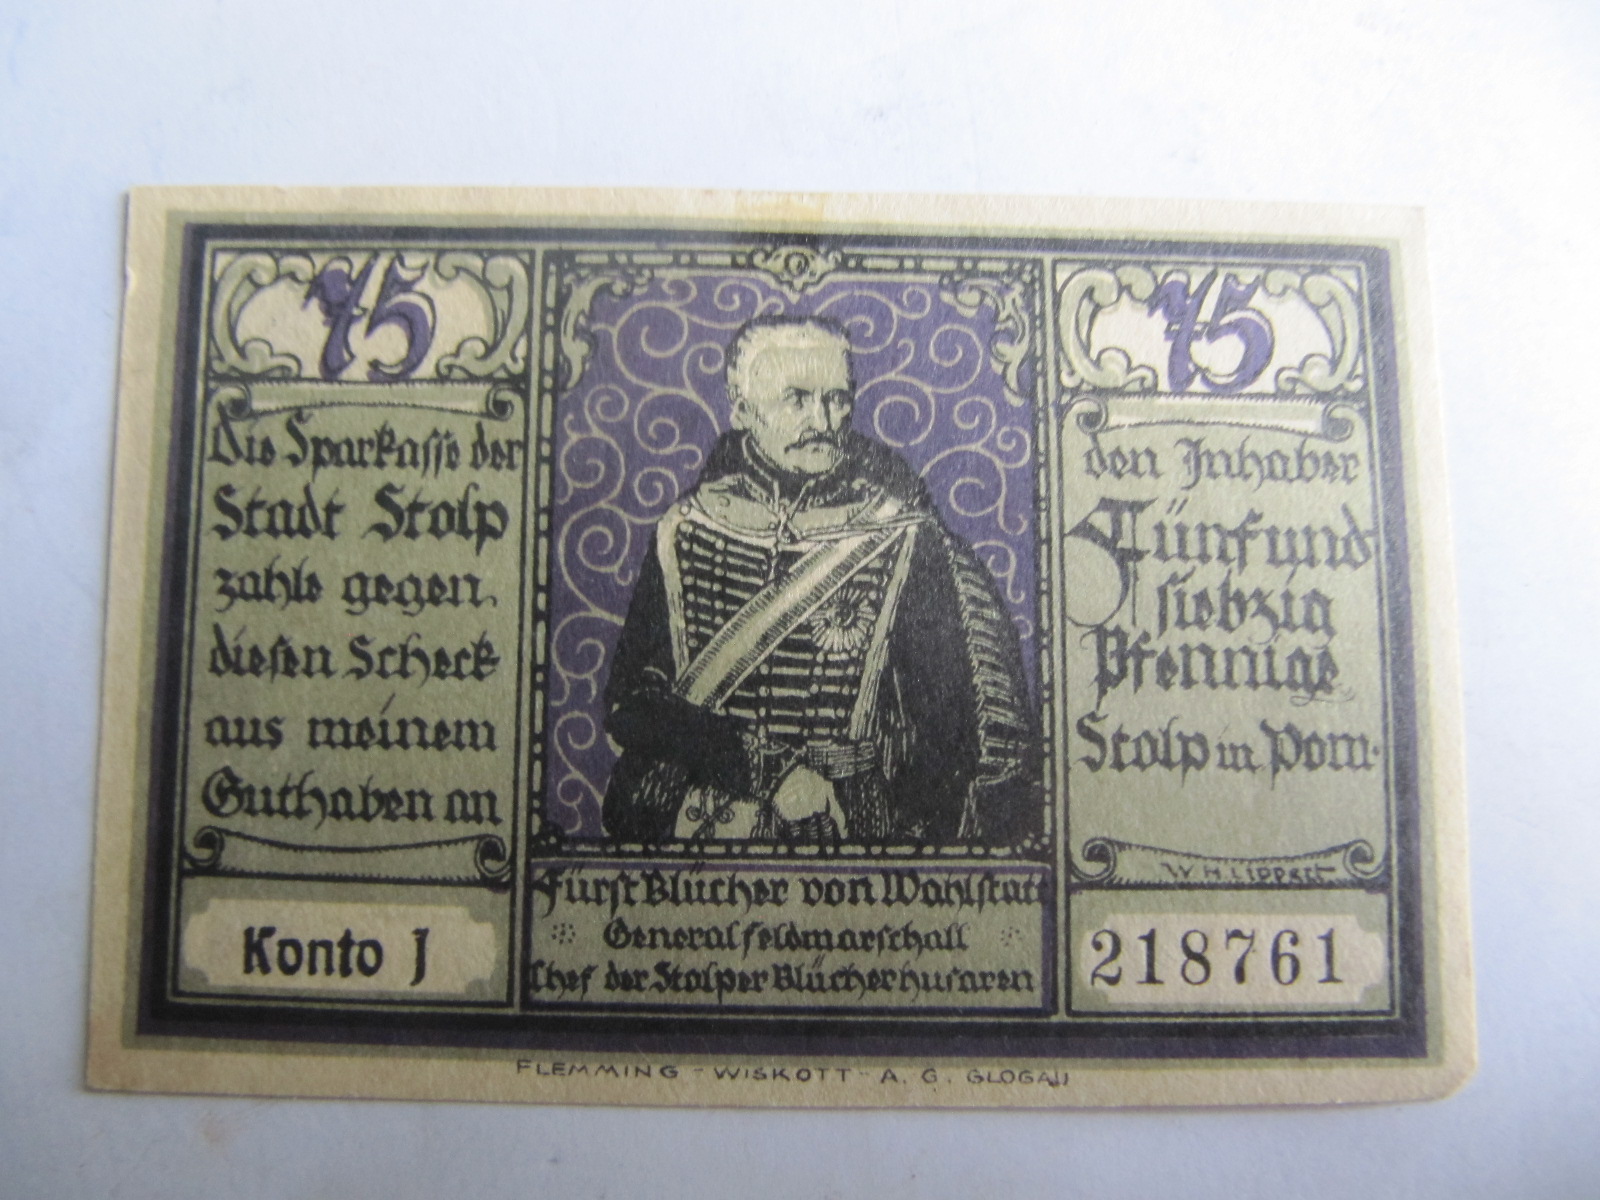 75
Die Sparkasse der
Stadt Stolp
zahle gegen
diesen Scheck
aus meinem
Guthaben an
Konto J
Fürst Blücher von Wahlstatt
Generalfeldmarschall
Chef der Stolper Blücherhusaren
75
den Inhaber
Fünfund-
siebzig
Pfennige
Stolp in Pom.
W. H. Lippert
218761
FLEMMING - WISKOTT - A. G. GLOGAU